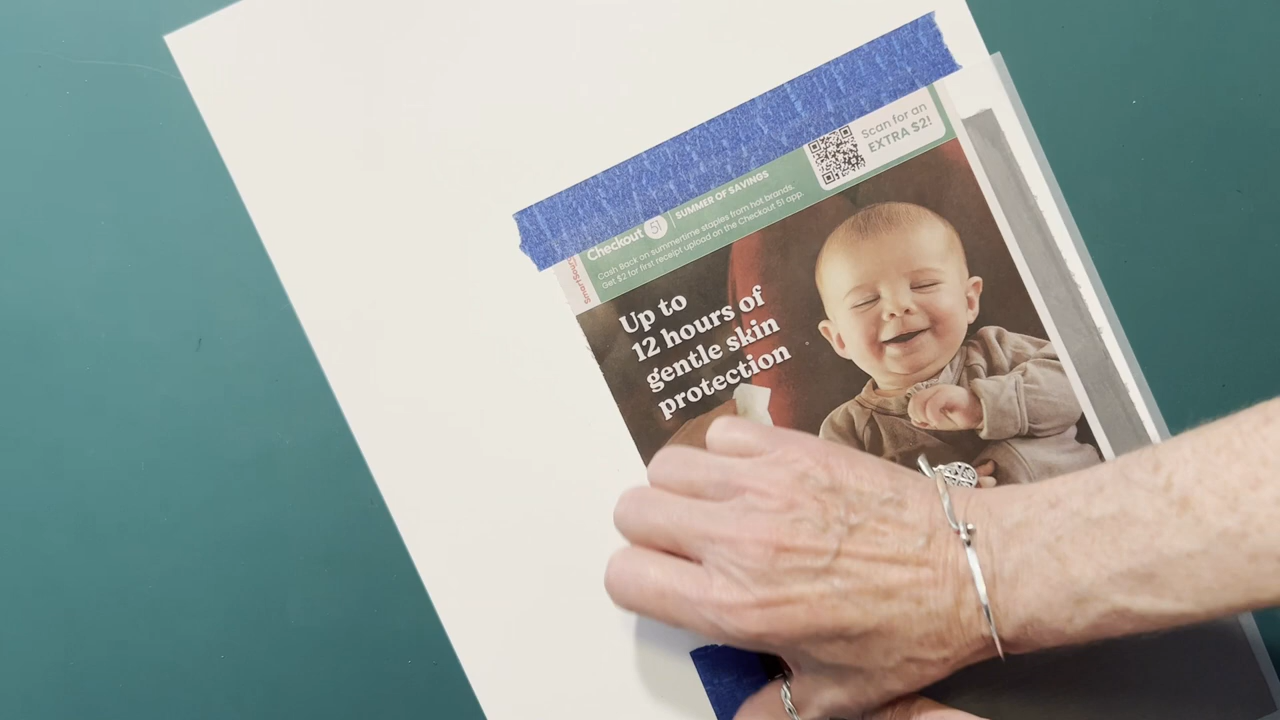 Scan for an
EXTRA $2!
Checkout 51 | SUMMER OF SAVINGS
Cash Back on summertime staples from hot brands.
Get $2 for first receipt upload on the Checkout 51 app.
Up to
12 hours of
gentle skin
protection